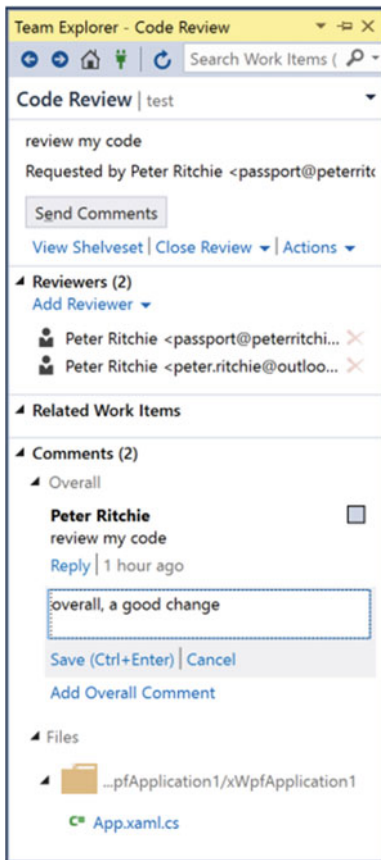 Team Explorer - Code Review
Search Work Items (
Code Review | test
review my code
Requested by Peter Ritchie <passport@peterritc
Send Comments
View Shelveset | Close Review | Actions
Reviewers (2)
Add Reviewer
Peter Ritchie <passport@peterritchi...
Peter Ritchie <peter.ritchie@outloo...
Related Work Items
Comments (2)
Overall
Peter Ritchie
review my code
Reply | 1 hour ago
overall, a good change
Save (Ctrl+Enter) | Cancel
Add Overall Comment
Files
...pfApplication1/xWpfApplication1
C# App.xaml.cs